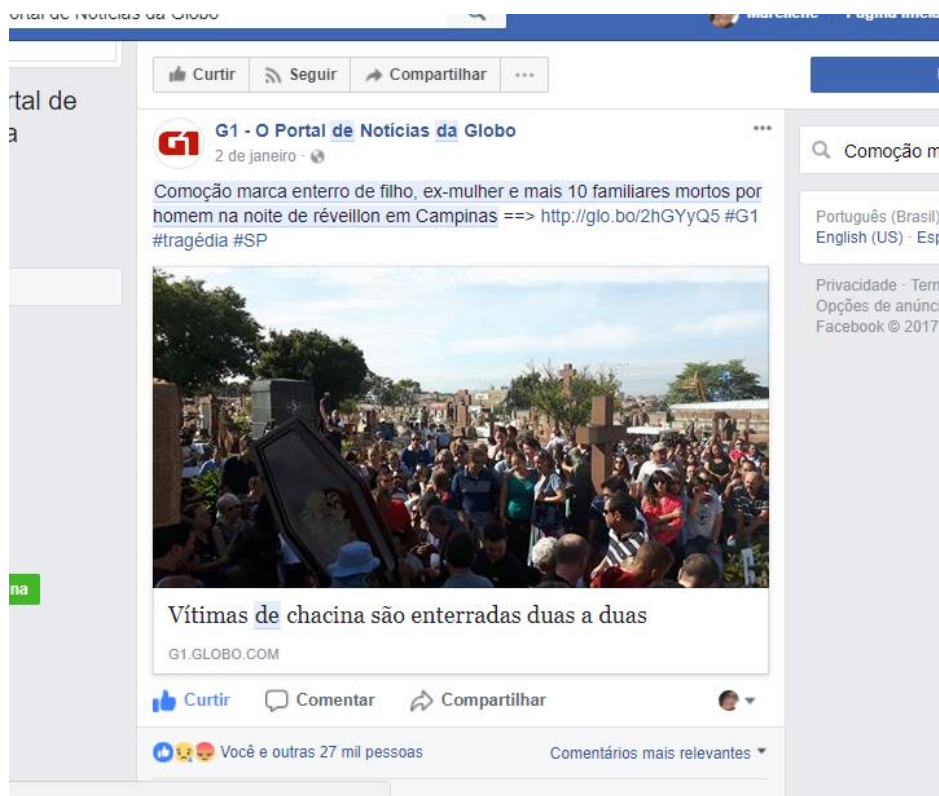 Portal de Notícias da Globo
Marcilene Página inicial
Curtir Seguir Compartilhar ...
rtal de
a
G1
G1 - O Portal de Notícias da Globo
2 de janeiro ·
Comoção marca enterro de filho, ex-mulher e mais 10 familiares mortos por
homem na noite de réveillon em Campinas ==> http://glo.bo/2hGYyQ5 #G1
#tragédia #SP
Vítimas de chacina são enterradas duas a duas
G1.GLOBO.COM
Curtir Comentar Compartilhar
Você e outras 27 mil pessoas
Comentários mais relevantes
na
Comoção m
Português (Brasil)
English (US) · Esp
Privacidade · Term
Opções de anúnci
Facebook © 2017